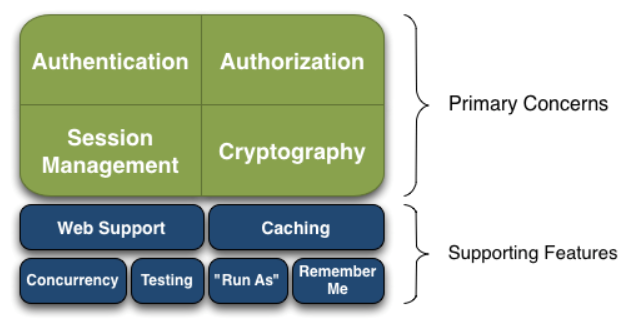 Authentication
Authorization
Session
Management
Cryptography
Primary Concerns
Web Support
Caching
Concurrency
Testing
"Run As"
Remember
Me
Supporting Features